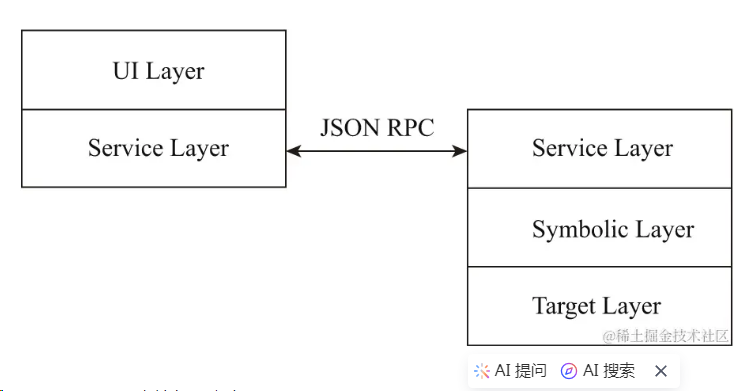 UI Layer
Service Layer
JSON RPC
Service Layer
Symbolic Layer
Target Layer
@稀土掘金技术社区
AI 提问 AI 搜索